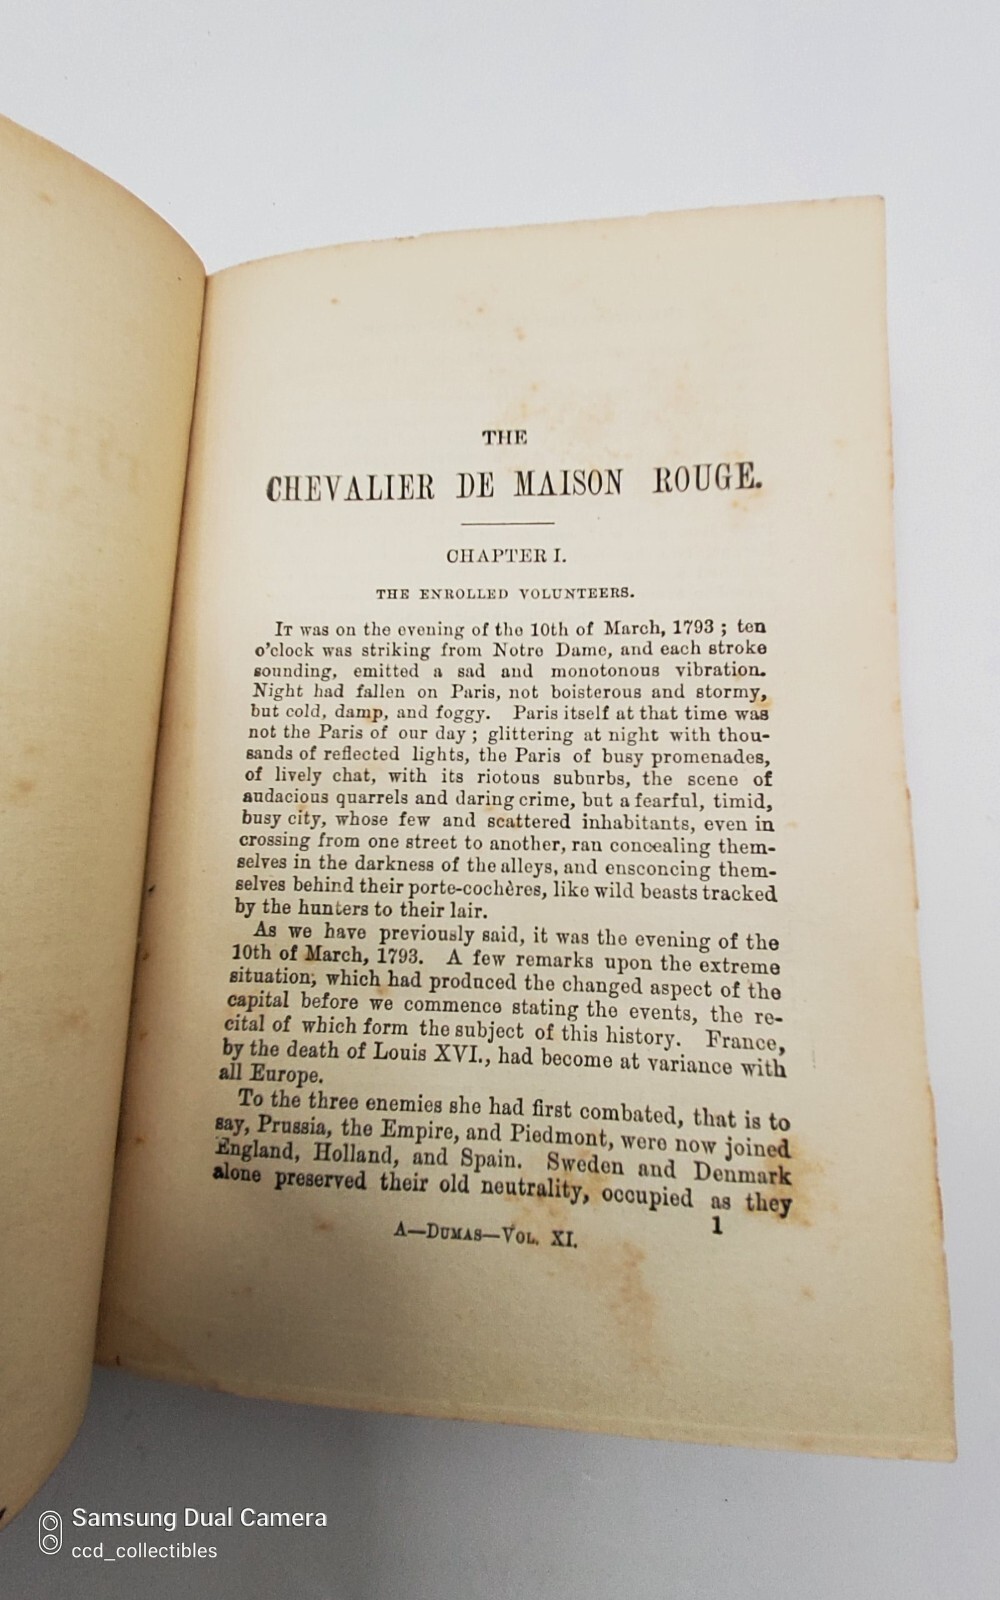 THE
CHEVALIER DE MAISON ROUGE.
CHAPTER I.
THE ENROLLED VOLUNTEERS.
IT was on the evening of the 10th of March, 1793 ; ten
o'clock was striking from Notre Dame, and each stroke
sounding, emitted a sad and monotonous vibration.
Night had fallen on Paris, not boisterous and stormy,
but cold, damp, and foggy. Paris itself at that time was
not the Paris of our day ; glittering at night with thou-
sands of reflected lights, the Paris of busy promenades,
of lively chat, with its riotous suburbs, the scene of
audacious quarrels and daring crime, but a fearful, timid,
busy city, whose few and scattered inhabitants, even in
crossing from one street to another, ran concealing them-
selves in the darkness of the alleys, and ensconcing them-
selves behind their porte-cochères, like wild beasts tracked
by the hunters to their lair.
As we have previously said, it was the evening of the
10th of March, 1793. A few remarks upon the extreme
situation, which had produced the changed aspect of the
capital before we commence stating the events, the re-
cital of which form the subject of this history. France,
by the death of Louis XVI., had become at variance with
all Europe.
To the three enemies she had first combated, that is to
say, Prussia, the Empire, and Piedmont, were now joined
England, Holland, and Spain. Sweden and Denmark
alone preserved their old neutrality, occupied as they
1
A—DUMAS—VOL. XI.
Samsung Dual Camera
ccd_collectibles